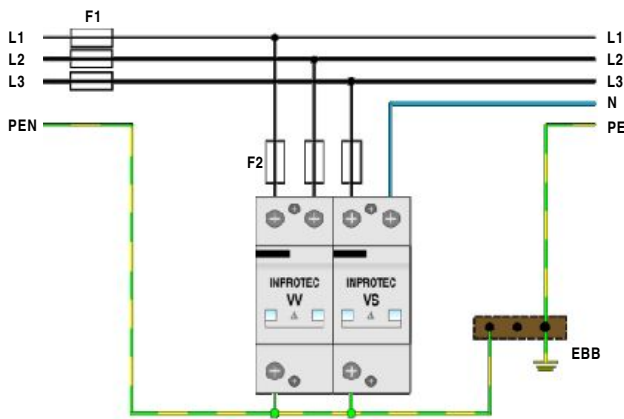 F1
L1 L1
L2 L2
L3 L3
N
PEN PE
F2
INPROTEC INPROTEC
VV VS
EBB